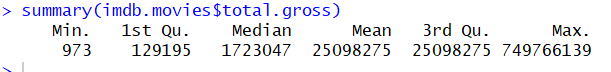 > summary(imdb.movies$total.gross)
Min. 1st Qu. Median Mean 3rd Qu. Max.
973 129195 1723047 25098275 25098275 749766139
>